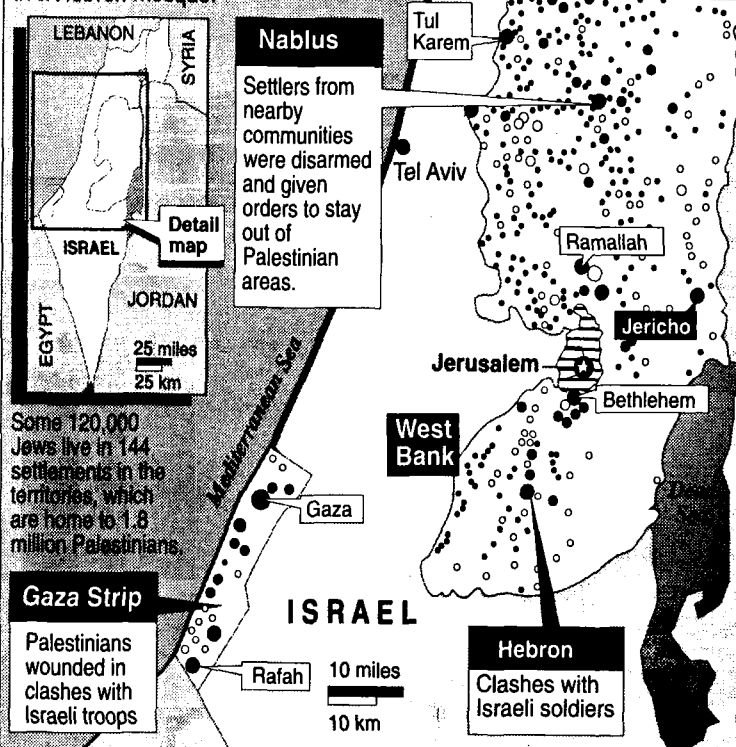 LEBANON
SYRIA
ISRAEL
Detail
map
JORDAN
EGYPT
25 miles
25 km
Some 120,000
Jews live in 144
settlements in the
territories, which
are home to 1.8
million Palestinians.
Nablus
Settlers from
nearby
communities
were disarmed
and given
orders to stay
out of
Palestinian
areas.
Tul
Karem
Tel Aviv
Ramallah
Jericho
Jerusalem
Bethlehem
West
Bank
Mediterranean Sea
Dead
Sea
Gaza
Gaza Strip
Palestinians
wounded in
clashes with
Israeli troops
ISRAEL
Rafah
10 miles
10 km
Hebron
Clashes with
Israeli soldiers